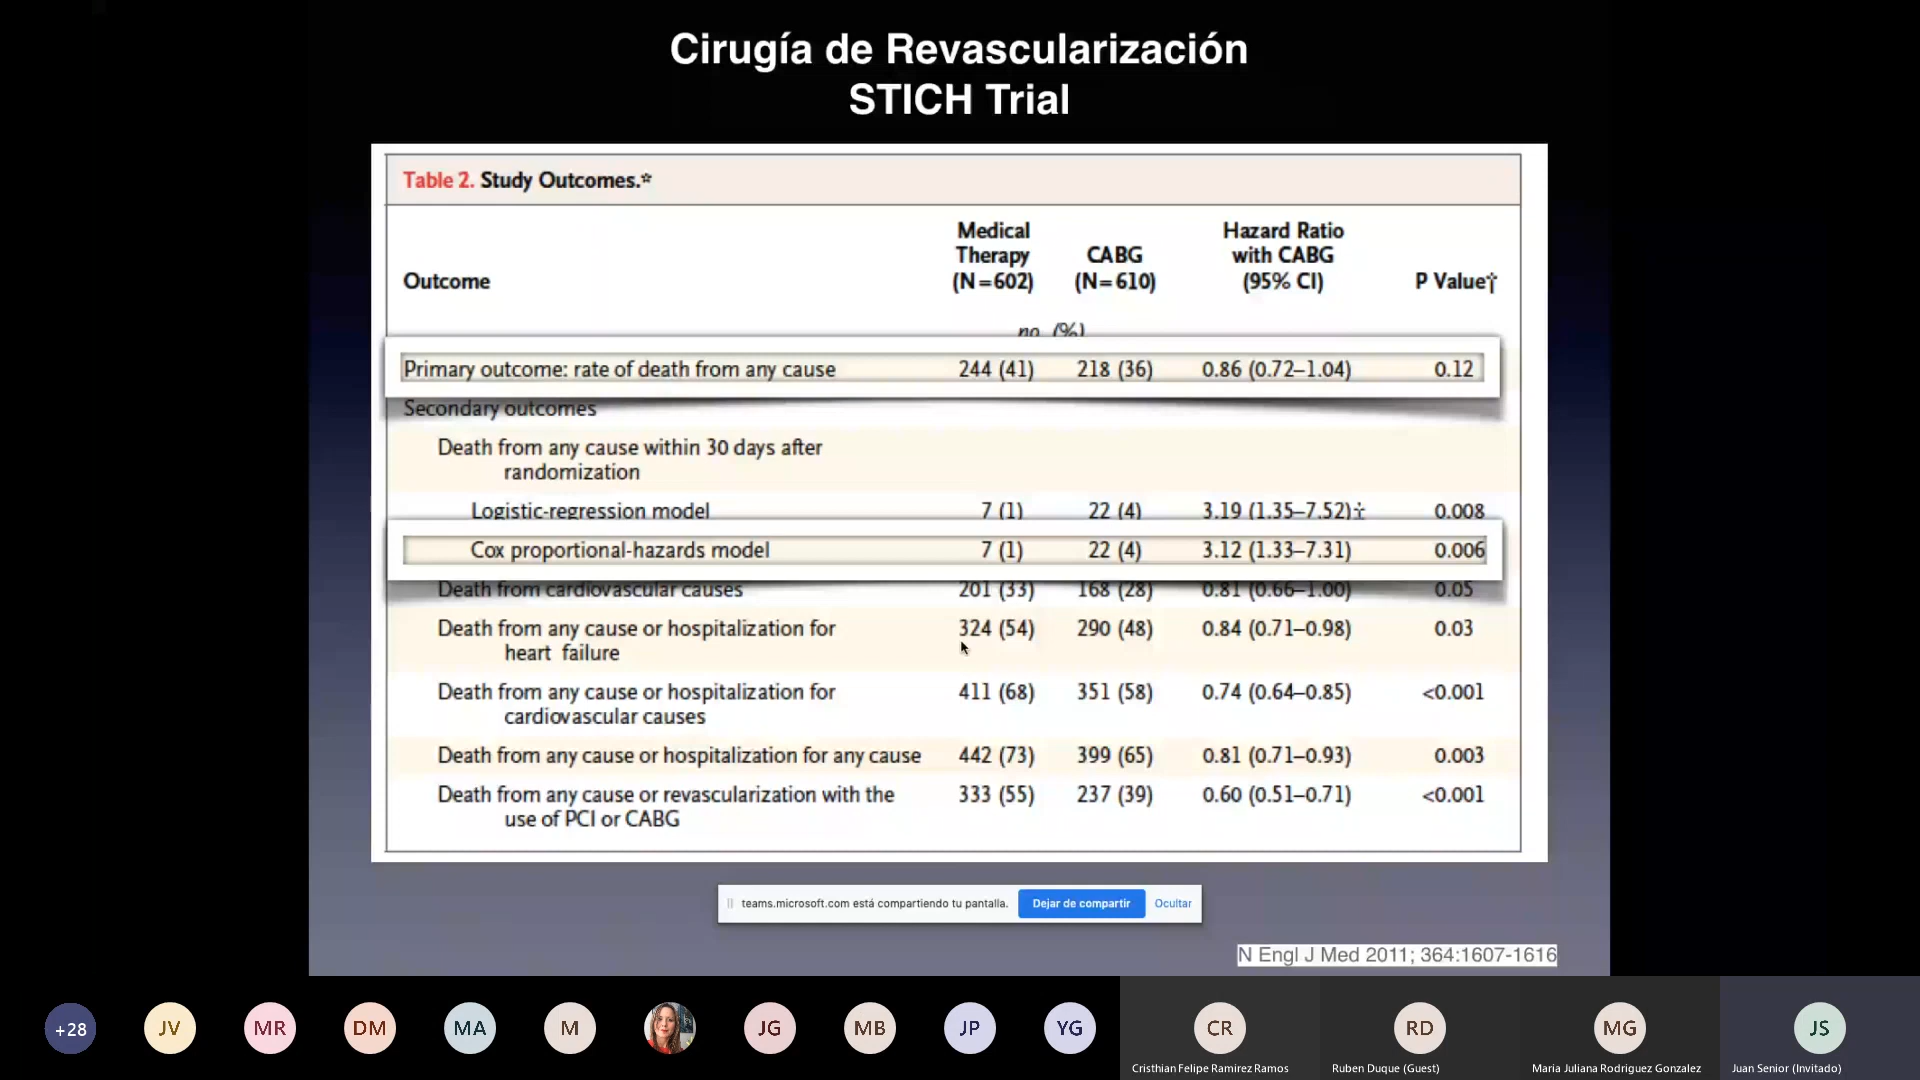 Cirugía de Revascularización
STICH Trial
Table 2. Study Outcomes.*
Outcome Medical Therapy (N=602) CABG (N=610) Hazard Ratio with CABG (95% CI) P Value†
no. (%)
Primary outcome: rate of death from any cause 244 (41) 218 (36) 0.86 (0.72–1.04) 0.12
Secondary outcomes
Death from any cause within 30 days after
randomization
Logistic-regression model 7 (1) 22 (4) 3.19 (1.35–7.52)‡ 0.008
Cox proportional-hazards model 7 (1) 22 (4) 3.12 (1.33–7.31) 0.006
Death from cardiovascular causes 201 (33) 168 (28) 0.81 (0.66–1.00) 0.05
Death from any cause or hospitalization for 324 (54) 290 (48) 0.84 (0.71–0.98) 0.03
heart failure
Death from any cause or hospitalization for 411 (68) 351 (58) 0.74 (0.64–0.85) <0.001
cardiovascular causes
Death from any cause or hospitalization for any cause 442 (73) 399 (65) 0.81 (0.71–0.93) 0.003
Death from any cause or revascularization with the 333 (55) 237 (39) 0.60 (0.51–0.71) <0.001
use of PCI or CABG
teams.microsoft.com está compartiendo tu pantalla. Dejar de compartir Ocultar
N Engl J Med 2011; 364:1607-1616
+28 JV MR DM MA M JG MB JP YG CR RD MG JS
Cristhian Felipe Ramirez Ramos Ruben Duque (Guest) Maria Juliana Rodriguez Gonzalez Juan Senior (Invitado)